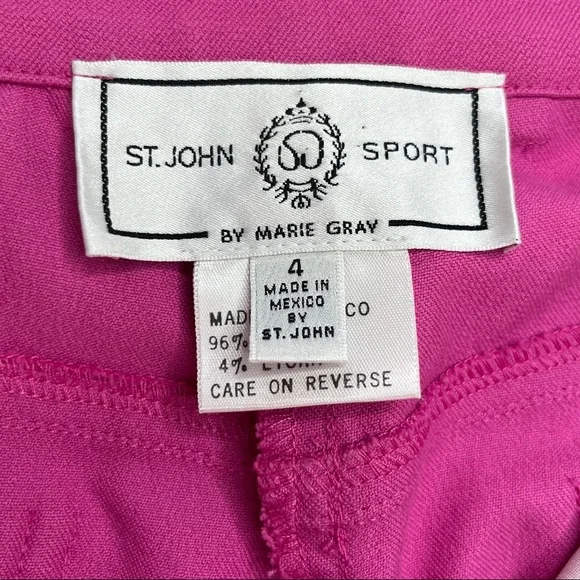 ST. JOHN SJ SPORT
BY MARIE GRAY
4
MADE IN
MEXICO
BY
ST. JOHN
CO
96%
4%
CARE ON REVERSE